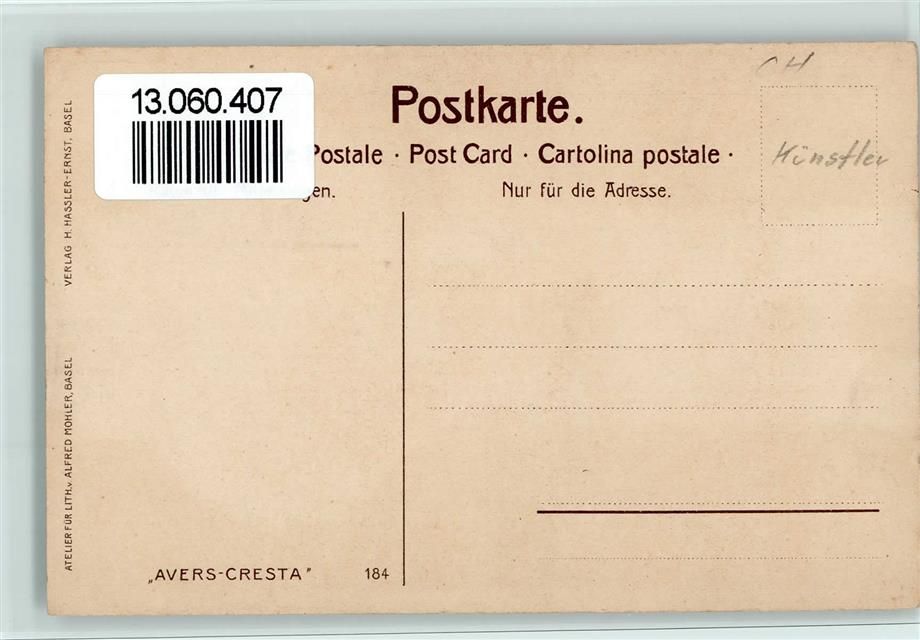 CH
13.060.407
Postkarte.
Postale · Post Card · Cartolina postale ·
Künstler
gen.
Nur für die Adresse.
VERLAG H. HASSLER-ERNST, BASEL
ATELIER FÜR LITH. v. ALFRED MOHLER, BASEL
„AVERS-CRESTA" 184